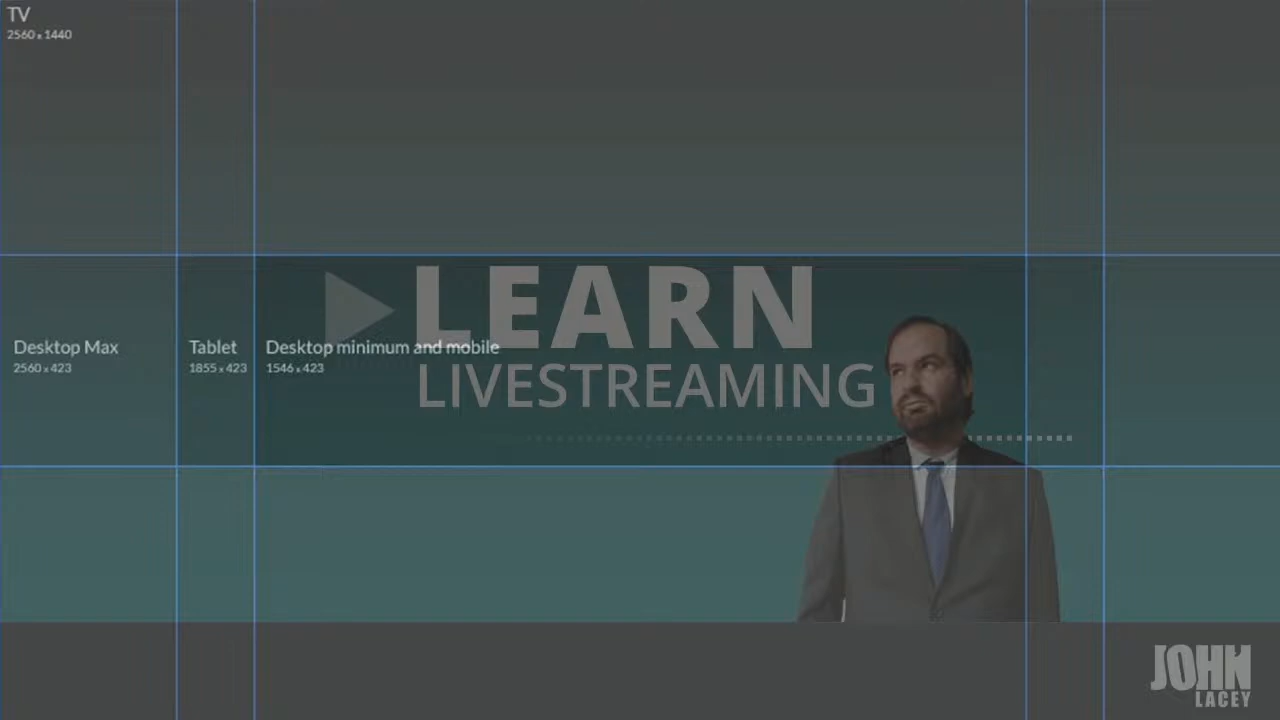 TV
2560 x 1440
LEARN
Desktop Max
Tablet
Desktop minimum and mobile
2560 x 423
1855 x 423
1546 x 423
LIVESTREAMING
JOHN
LACEY